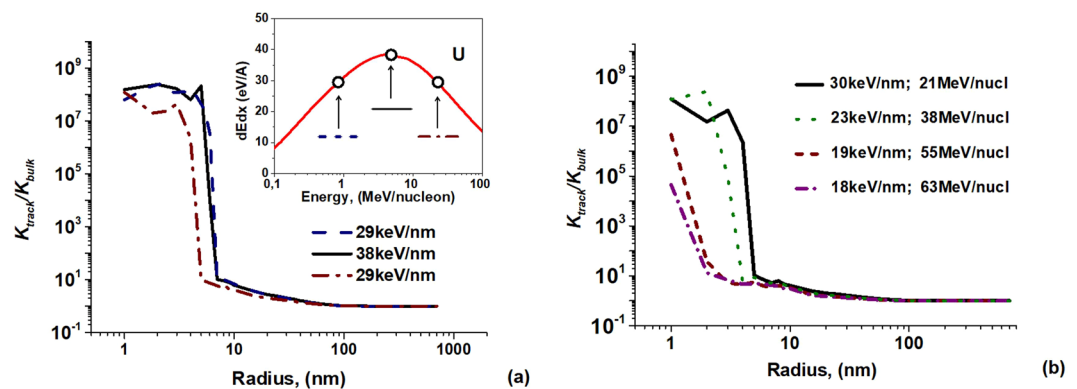 50
40
30
20
10
0
dEdx (eV/A)
U
0,1 1 10 100
Energy, (MeV/nucleon)
10^9
10^7
10^5
10^3
10^1
10^-1
K_track/K_bulk
29keV/nm
38keV/nm
29keV/nm
1 10 100 1000
Radius, (nm)
(a)
10^9
10^7
10^5
10^3
10^1
10^-1
K_track/K_bulk
30keV/nm; 21MeV/nucl
23keV/nm; 38MeV/nucl
19keV/nm; 55MeV/nucl
18keV/nm; 63MeV/nucl
1 10 100
Radius, (nm)
(b)